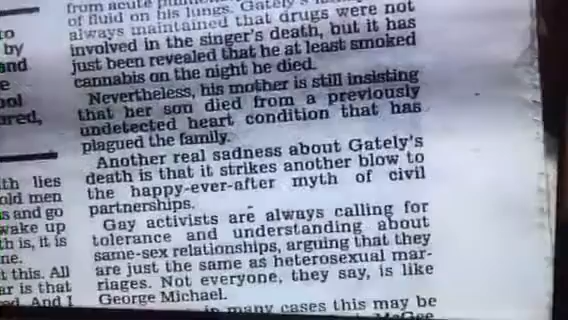 to
by
and
e
ool
ared,
th lies
old men
s and go
wake up
th is, it is
ne.
t this. All
ar is that
ed. And I
from acute
of fluid on his lungs. Gately's
always maintained that drugs were not
involved in the singer's death, but it has
just been revealed that he at least smoked
cannabis on the night he died.
Nevertheless, his mother is still insisting
that her son died from a previously
undetected heart condition that has
plagued the family.
Another real sadness about Gately's
death is that it strikes another blow to
the happy-ever-after myth of civil
partnerships.
Gay activists are always calling for
tolerance and understanding about
same-sex relationships, arguing that they
are just the same as heterosexual mar-
riages. Not everyone, they say, is like
George Michael.
in many cases this may be
McGee